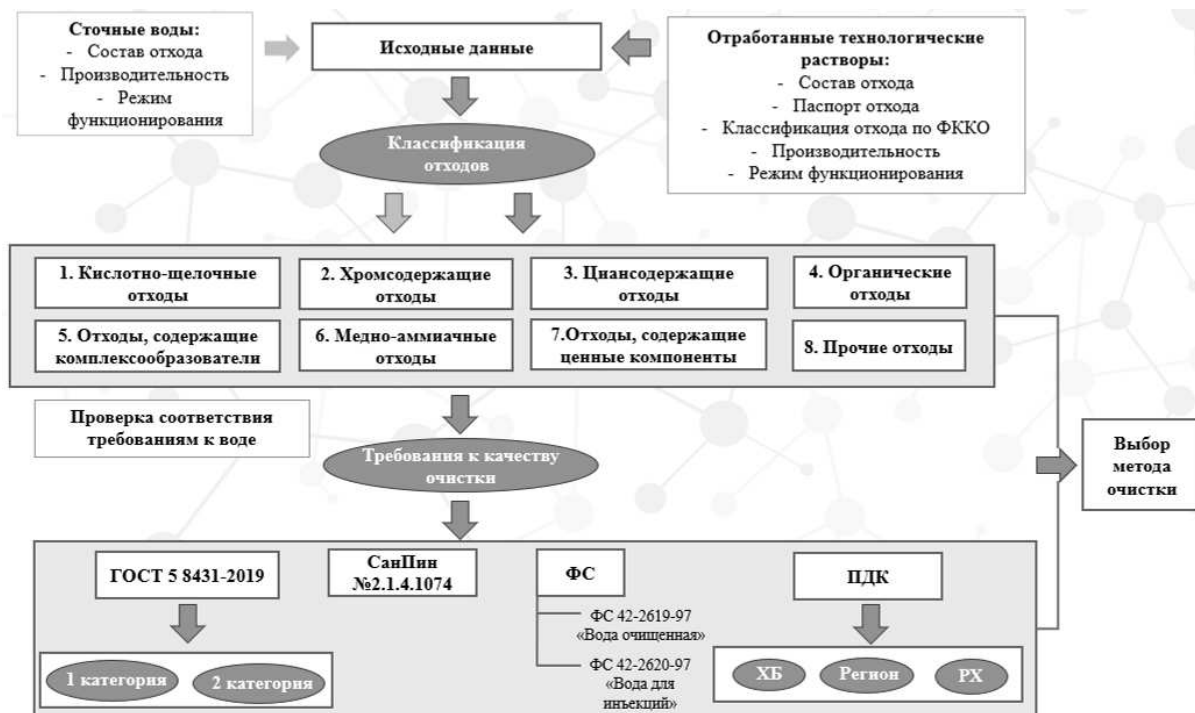 Сточные воды:
- Состав отхода
- Производительность
- Режим
функционирования
Исходные данные
Отработанные технологические
растворы:
- Состав отхода
- Паспорт отхода
- Классификация отхода по ФККО
- Производительность
- Режим функционирования
Классификация
отходов
1. Кислотно-щелочные
отходы
2. Хромсодержащие
отходы
3. Циансодержащие
отходы
4. Органические
отходы
5. Отходы, содержащие
комплексообразователи
6. Медно-аммиачные
отходы
7.Отходы, содержащие
ценные компоненты
8. Прочие отходы
Проверка соответствия
требованиям к воде
Требования к качеству
очистки
Выбор
метода
очистки
ГОСТ 5 8431-2019
СанПин
№2.1.4.1074
ФС
ПДК
ФС 42-2619-97
«Вода очищенная»
ФС 42-2620-97
«Вода для
инъекций»
1 категория
2 категория
ХБ
Регион
РХ